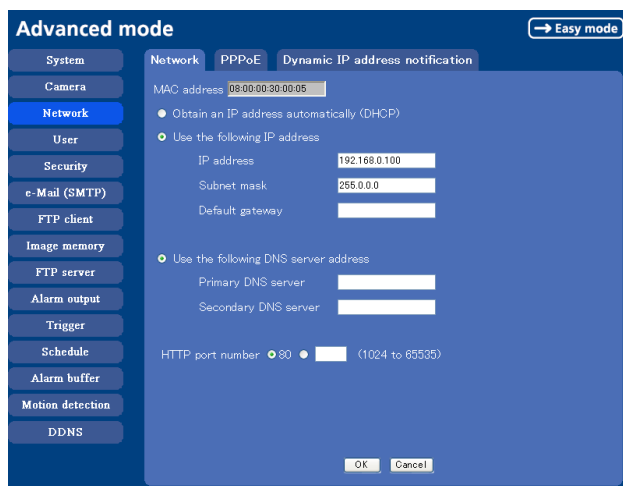 Advanced mode
→ Easy mode
System
Camera
Network
User
Security
e-Mail (SMTP)
FTP client
Image memory
FTP server
Alarm output
Trigger
Schedule
Alarm buffer
Motion detection
DDNS
Network PPPoE Dynamic IP address notification
MAC address 08:00:00:30:00:05
Obtain an IP address automatically (DHCP)
Use the following IP address
IP address 192.168.0.100
Subnet mask 255.0.0.0
Default gateway
Use the following DNS server address
Primary DNS server
Secondary DNS server
HTTP port number 80 (1024 to 65535)
OK Cancel